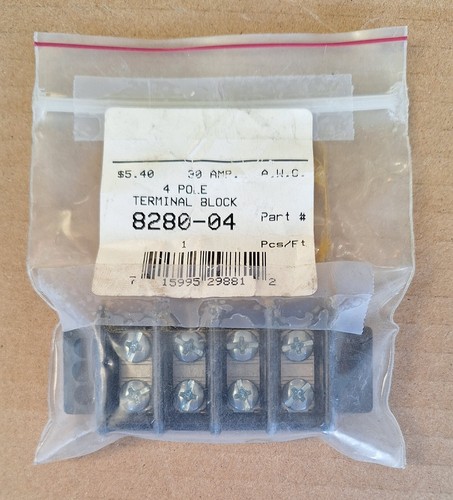 $5.40 30 AMP. A.W.G.
4 POLE
TERMINAL BLOCK
8280-04 Part #
1 Pcs/Ft
7 15995 29881 2